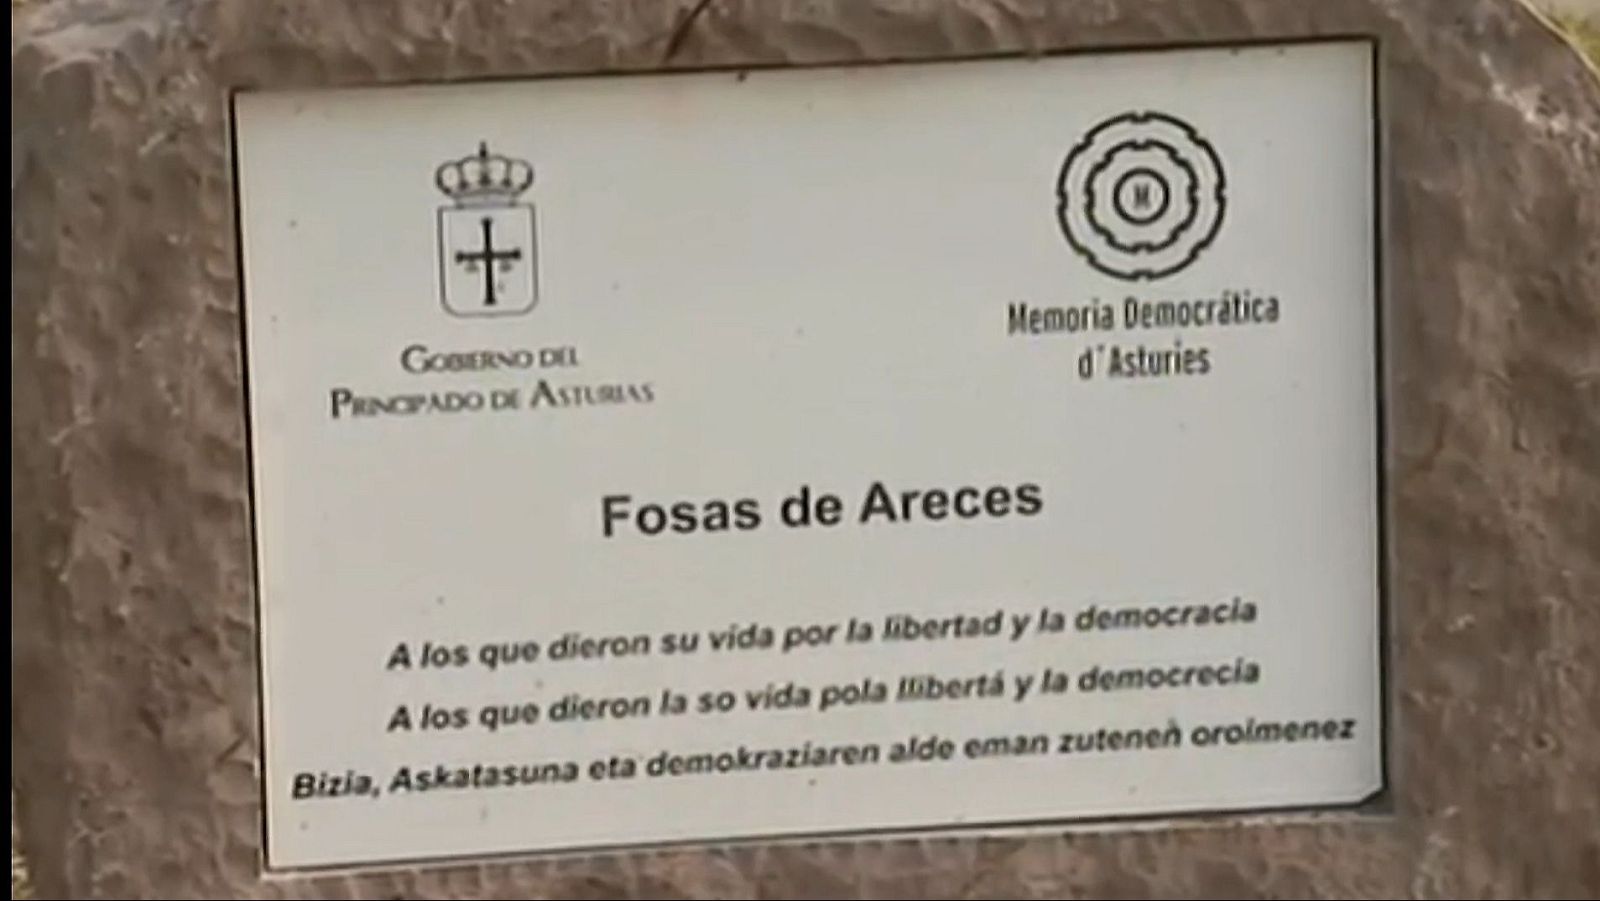 GOBIERNO DEL
PRINCIPADO DE ASTURIAS
M
Memoria Democrática
d´Asturies
Fosas de Areces
A los que dieron su vida por la libertad y la democracia
A los que dieron la so vida pola llibertá y la democrecia
Bizia, Askatasuna eta demokraziaren alde eman zutenen oroimenez